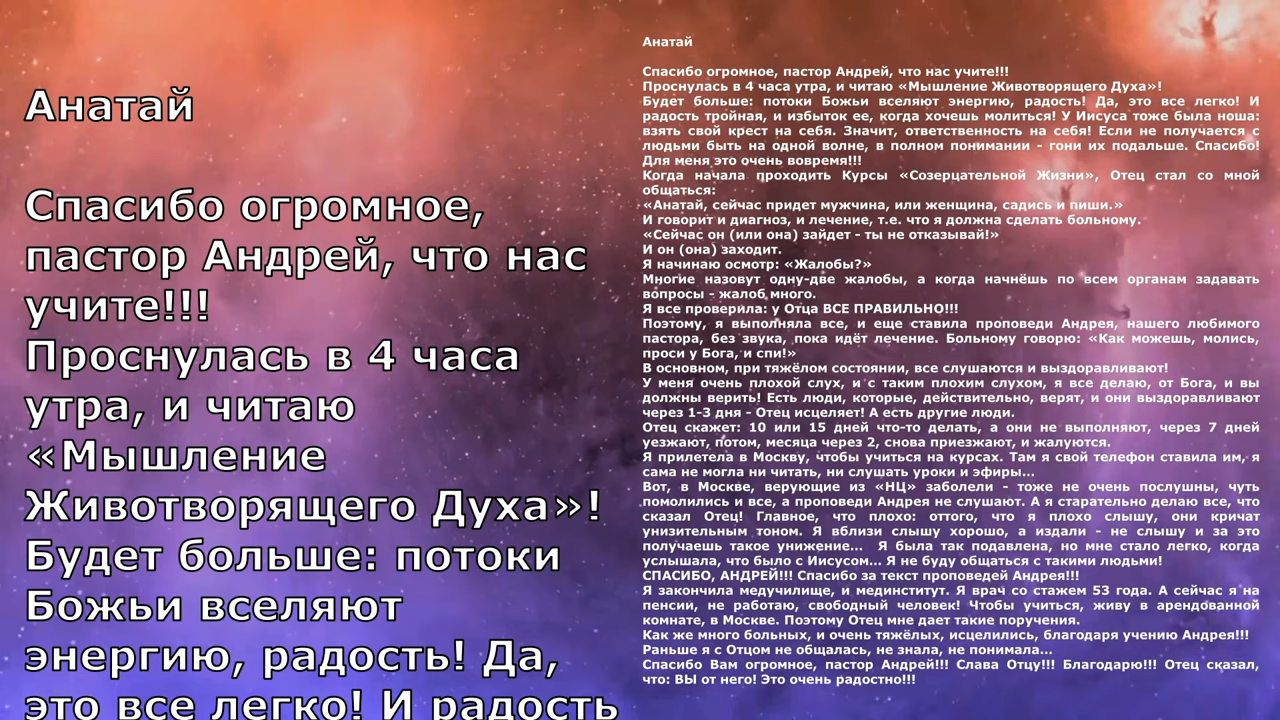 Анатай
Спасибо огромное,
пастор Андрей, что нас
учите!!!
Проснулась в 4 часа
утра, и читаю
«Мышление
Животворящего Духа»!
Будет больше: потоки
Божьи вселяют
энергию, радость! Да,
это все легко! И радость
Анатай
Спасибо огромное, пастор Андрей, что нас учите!!!
Проснулась в 4 часа утра, и читаю «Мышление Животворящего Духа»!
Будет больше: потоки Божьи вселяют энергию, радость! Да, это все легко! И
радость тройная, и избыток ее, когда хочешь молиться! У Иисуса тоже была ноша:
взять свой крест на себя. Значит, ответственность на себя! Если не получается с
людьми быть на одной волне, в полном понимании - гони их подальше. Спасибо!
Для меня это очень вовремя!!!
Когда начала проходить Курсы «Созерцательной Жизни», Отец стал со мной
общаться:
«Анатай, сейчас придет мужчина, или женщина, садись и пиши.»
И говорит и диагноз, и лечение, т.е. что я должна сделать больному.
«Сейчас он (или она) зайдет - ты не отказывай!»
И он (она) заходит.
Я начинаю осмотр: «Жалобы?»
Многие назовут одну-две жалобы, а когда начнёшь по всем органам задавать
вопросы - жалоб много.
Я все проверила: у Отца ВСЕ ПРАВИЛЬНО!!!
Поэтому, я выполняла все, и еще ставила проповеди Андрея, нашего любимого
пастора, без звука, пока идёт лечение. Больному говорю: «Как можешь, молись,
проси у Бога, и спи!»
В основном, при тяжёлом состоянии, все слушаются и выздоравливают!
У меня очень плохой слух, и с таким плохим слухом, я все делаю, от Бога, и вы
должны верить! Есть люди, которые, действительно, верят, и они выздоравливают
через 1-3 дня - Отец исцеляет! А есть другие люди.
Отец скажет: 10 или 15 дней что-то делать, а они не выполняют, через 7 дней
уезжают, потом, месяца через 2, снова приезжают, и жалуются.
Я прилетела в Москву, чтобы учиться на курсах. Там я свой телефон ставила им, я
сама не могла ни читать, ни слушать уроки и эфиры...
Вот, в Москве, верующие из «НЦ» заболели - тоже не очень послушны, чуть
помолились и все, а проповеди Андрея не слушают. А я старательно делаю все, что
сказал Отец! Главное, что плохо: оттого, что я плохо слышу, они кричат
унизительным тоном. Я вблизи слышу хорошо, а издали - не слышу и за это
получаешь такое унижение... Я была так подавлена, но мне стало легко, когда
услышала, что было с Иисусом... Я не буду общаться с такими людьми!
СПАСИБО, АНДРЕЙ!!! Спасибо за текст проповедей Андрея!!!
Я закончила медучилище, и мединститут. Я врач со стажем 53 года. А сейчас я на
пенсии, не работаю, свободный человек! Чтобы учиться, живу в арендованной
комнате, в Москве. Поэтому Отец мне дает такие поручения.
Как же много больных, и очень тяжёлых, исцелились, благодаря учению Андрея!!!
Раньше я с Отцом не общалась, не знала, не понимала...
Спасибо Вам огромное, пастор Андрей!!! Слава Отцу!!! Благодарю!!! Отец сказал,
что: ВЫ от него! Это очень радостно!!!